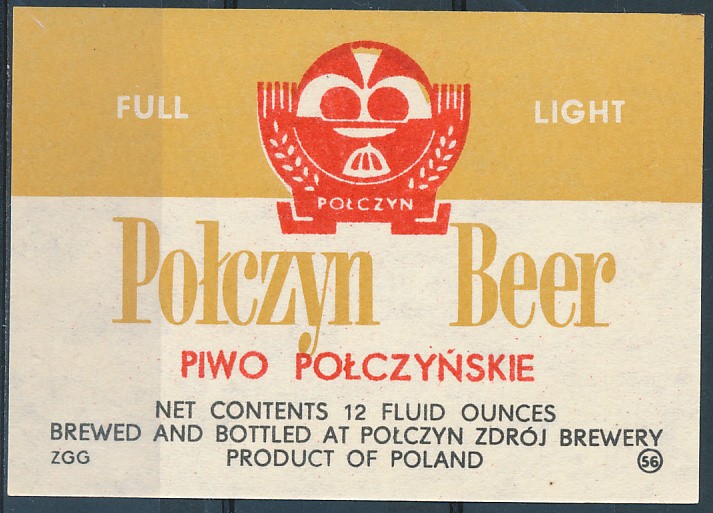 FULL LIGHT
POŁCZYN
Połczyn Beer
PIWO POŁCZYŃSKIE
NET CONTENTS 12 FLUID OUNCES
BREWED AND BOTTLED AT POŁCZYN ZDRÓJ BREWERY
ZGG PRODUCT OF POLAND 56